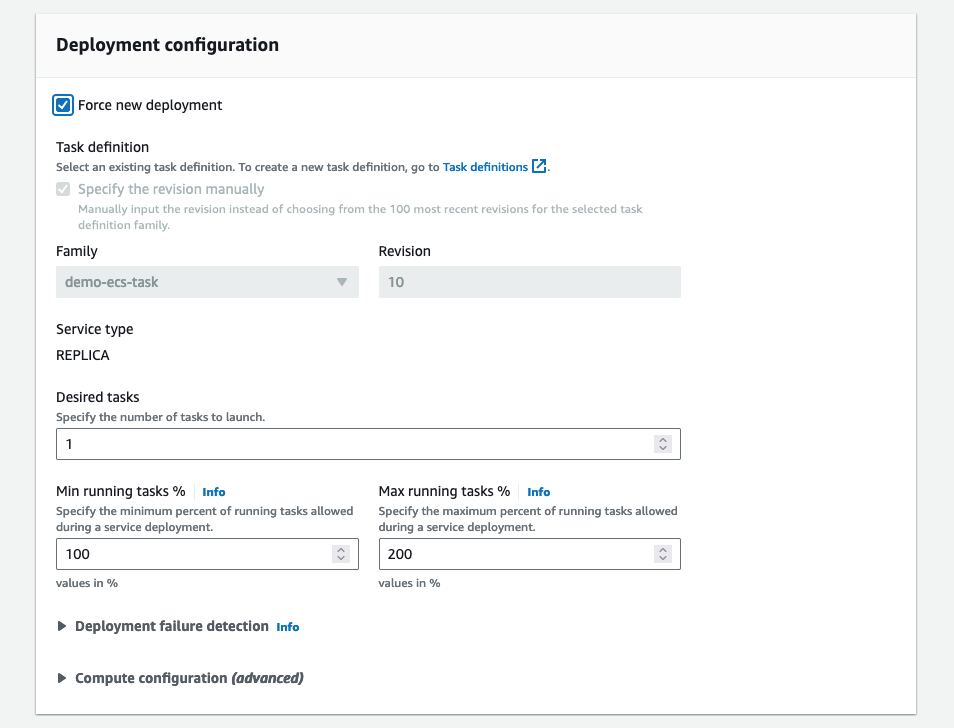 Deployment configuration
Force new deployment
Task definition
Select an existing task definition. To create a new task definition, go to Task definitions.
Specify the revision manually
Manually input the revision instead of choosing from the 100 most recent revisions for the selected task
definition family.
Family
demo-ecs-task
Revision
10
Service type
REPLICA
Desired tasks
Specify the number of tasks to launch.
1
Min running tasks % Info
Specify the minimum percent of running tasks allowed
during a service deployment.
100
values in %
Max running tasks % Info
Specify the maximum percent of running tasks allowed
during a service deployment.
200
values in %
Deployment failure detection Info
Compute configuration (advanced)